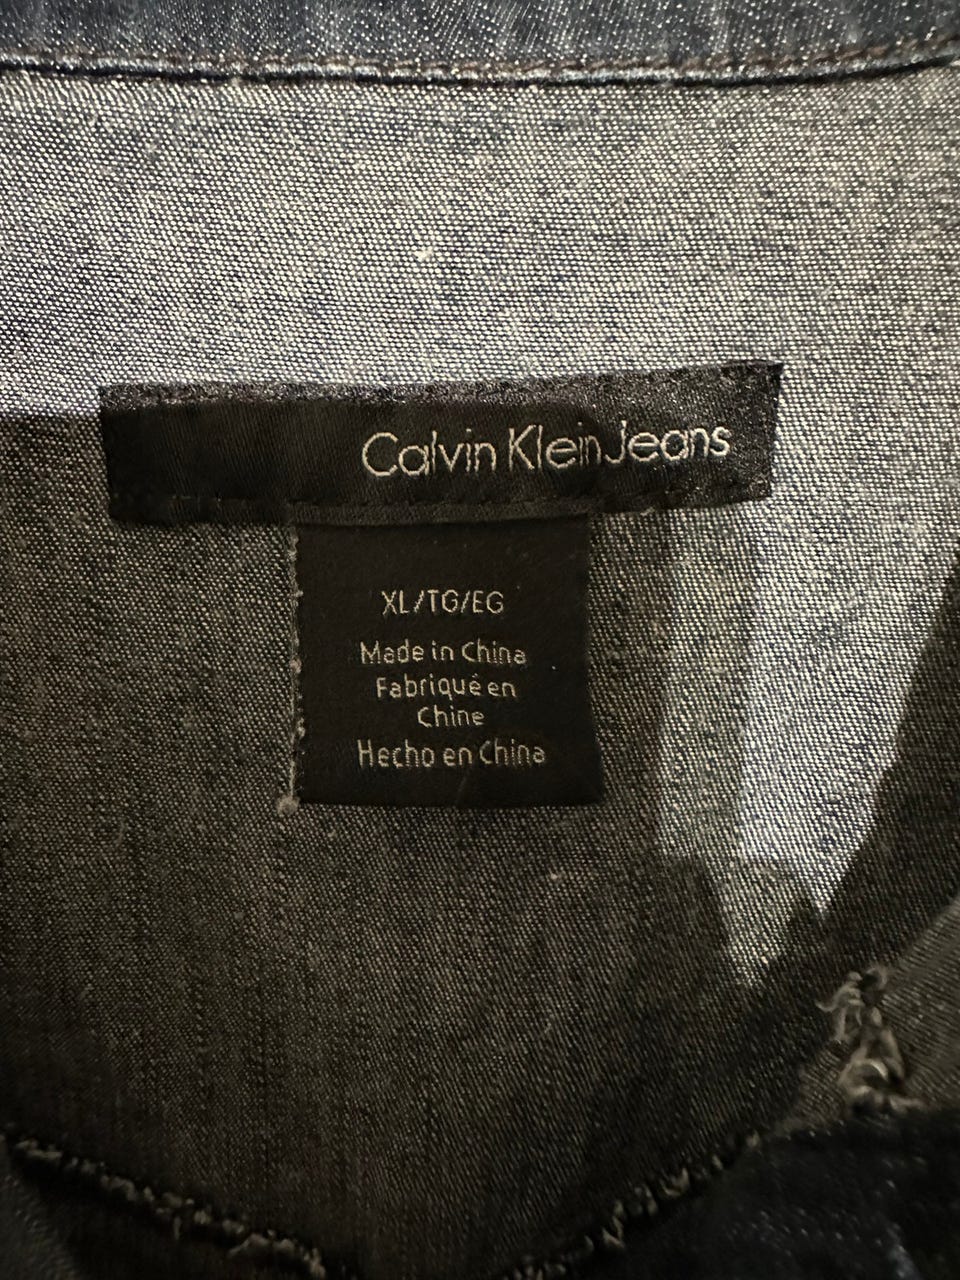 Calvin Klein Jeans
XL/TG/EG
Made in China
Fabriqué en
Chine
Hecho en China